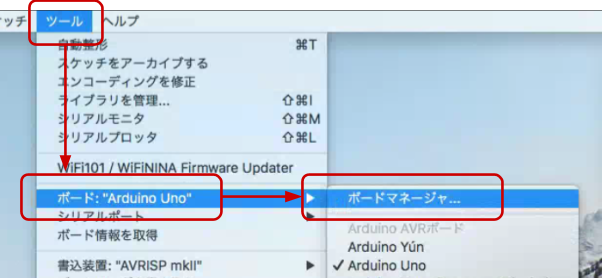 ッチ ツール ヘルプ
自動整形 ⌘T
スケッチをアーカイブする
エンコーディングを修正
ライブラリを管理... ⇧⌘I
シリアルモニタ ⇧⌘M
シリアルプロッタ ⇧⌘L
WiFi101 / WiFiNINA Firmware Updater
ボード: "Arduino Uno" ▶ ボードマネージャ...
シリアルポート ▶
Arduino AVRボード
ボード情報を取得
Arduino Yún
書込装置: "AVRISP mkII" ▶
✓ Arduino Uno